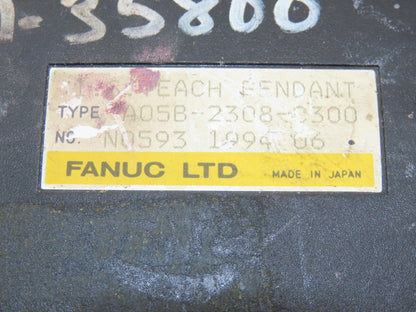 35800
TEACH PENDANT
TYPE A05B-2308-C300
NO. N0593 1994-06
FANUC LTD MADE IN JAPAN